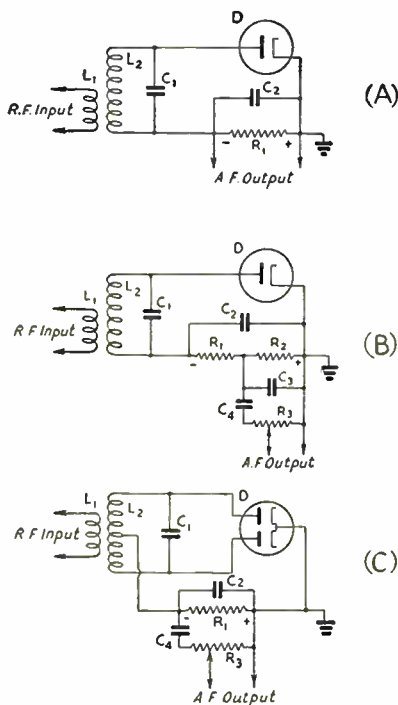 D
L₁ L₂ C₁
R.F. Input
C₂
(A)
- R₁ +
A F. Output
D
L₁ L₂ C₁
R F Input
C₂
(B)
- R₁ R₂ +
C₃
C₄
R₃
A.F. Output
D
L₁ L₂ C₁
R F Input
(C)
C₂
- R₁ +
C₄
R₃
A F Output